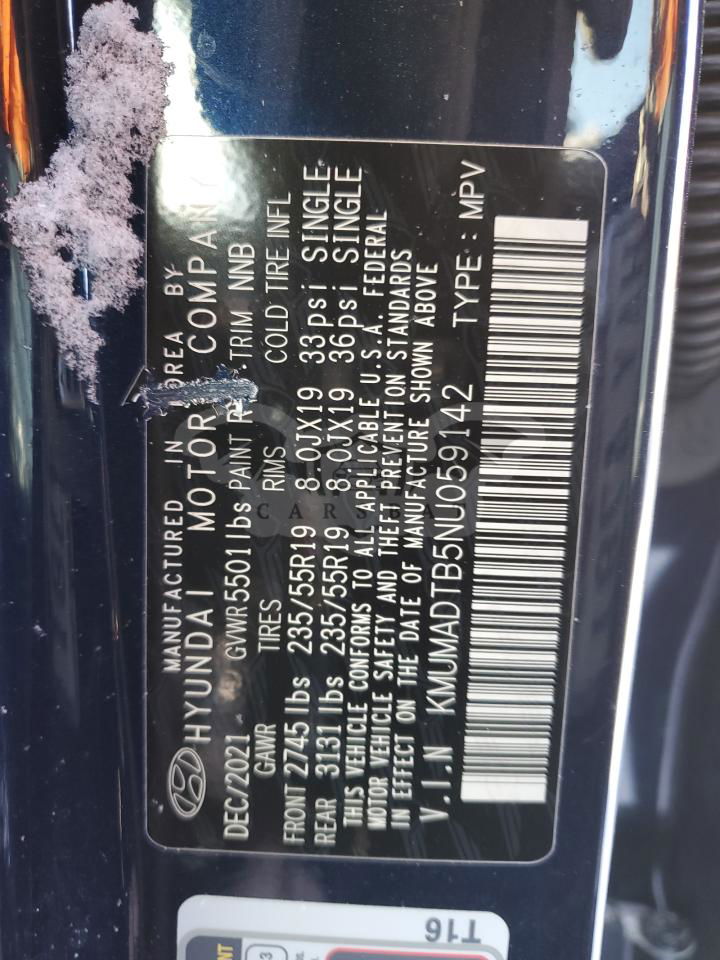 MANUFACTURED IN KOREA BY
HYUNDAI MOTOR COMPANY
DEC/2021 GVWR 5501 lbs PAINT TRIM NNB
GAWR TIRES RIMS COLD TIRE INFL
FRONT 2745 lbs 235/55R19 8.0JX19 33psi SINGLE
REAR 3131 lbs 235/55R19 8.0JX19 36psi SINGLE
THIS VEHICLE CONFORMS TO ALL APPLICABLE U.S.A. FEDERAL
MOTOR VEHICLE SAFETY AND THEFT PREVENTION STANDARDS
IN EFFECT ON THE DATE OF MANUFACTURE SHOWN ABOVE
V.I.N KMUMADTB5NU059142 TYPE : MPV
T16